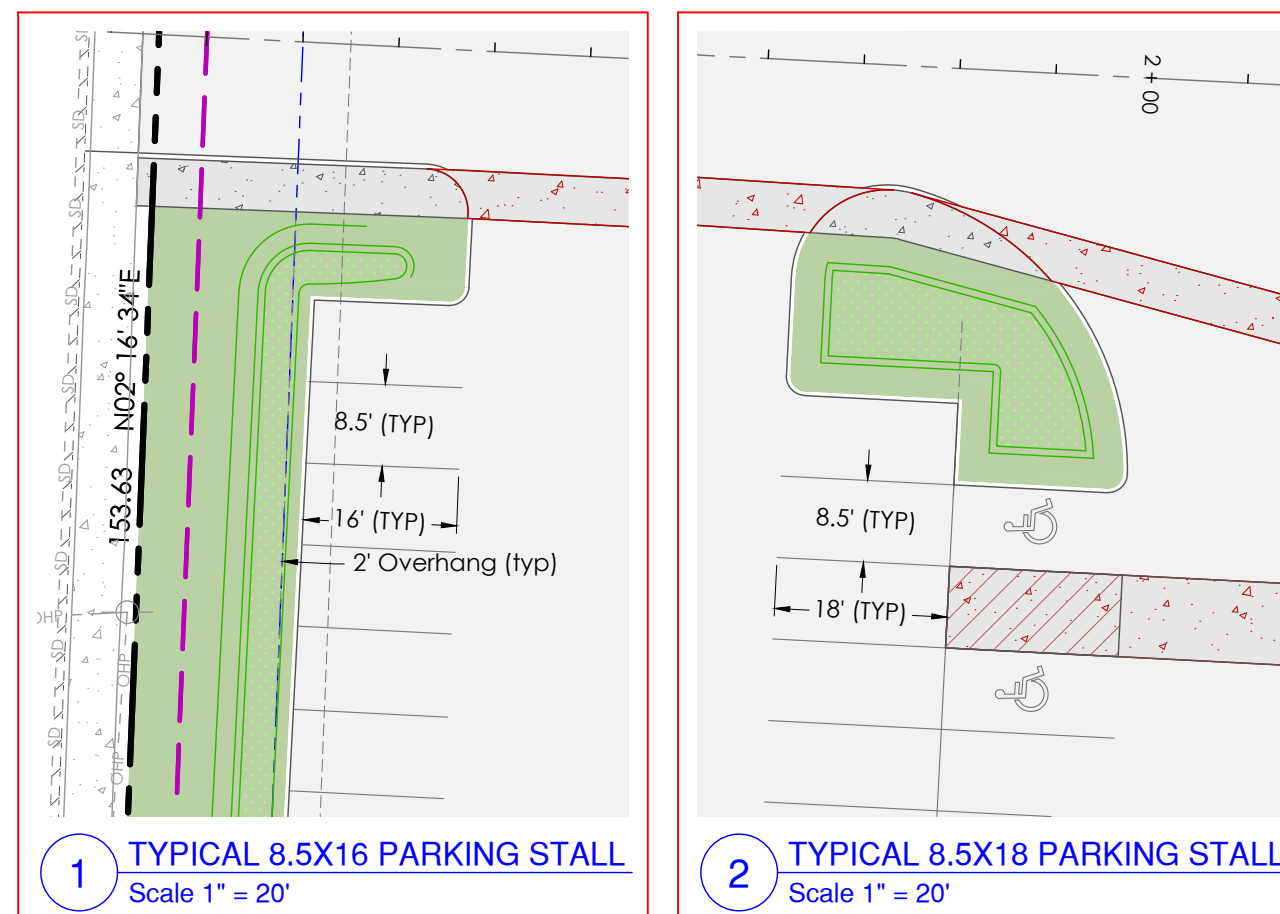 SD
SD
SD
SD
SD
SD
SD
SD
153.63 N02° 16' 34"E
8.5' (TYP)
16' (TYP)
2' Overhang (typ)
OHP
OHP
OHP
1
TYPICAL 8.5X16 PARKING STALL
Scale 1" = 20'
2+00
8.5' (TYP)
18' (TYP)
2
TYPICAL 8.5X18 PARKING STALL
Scale 1" = 20'